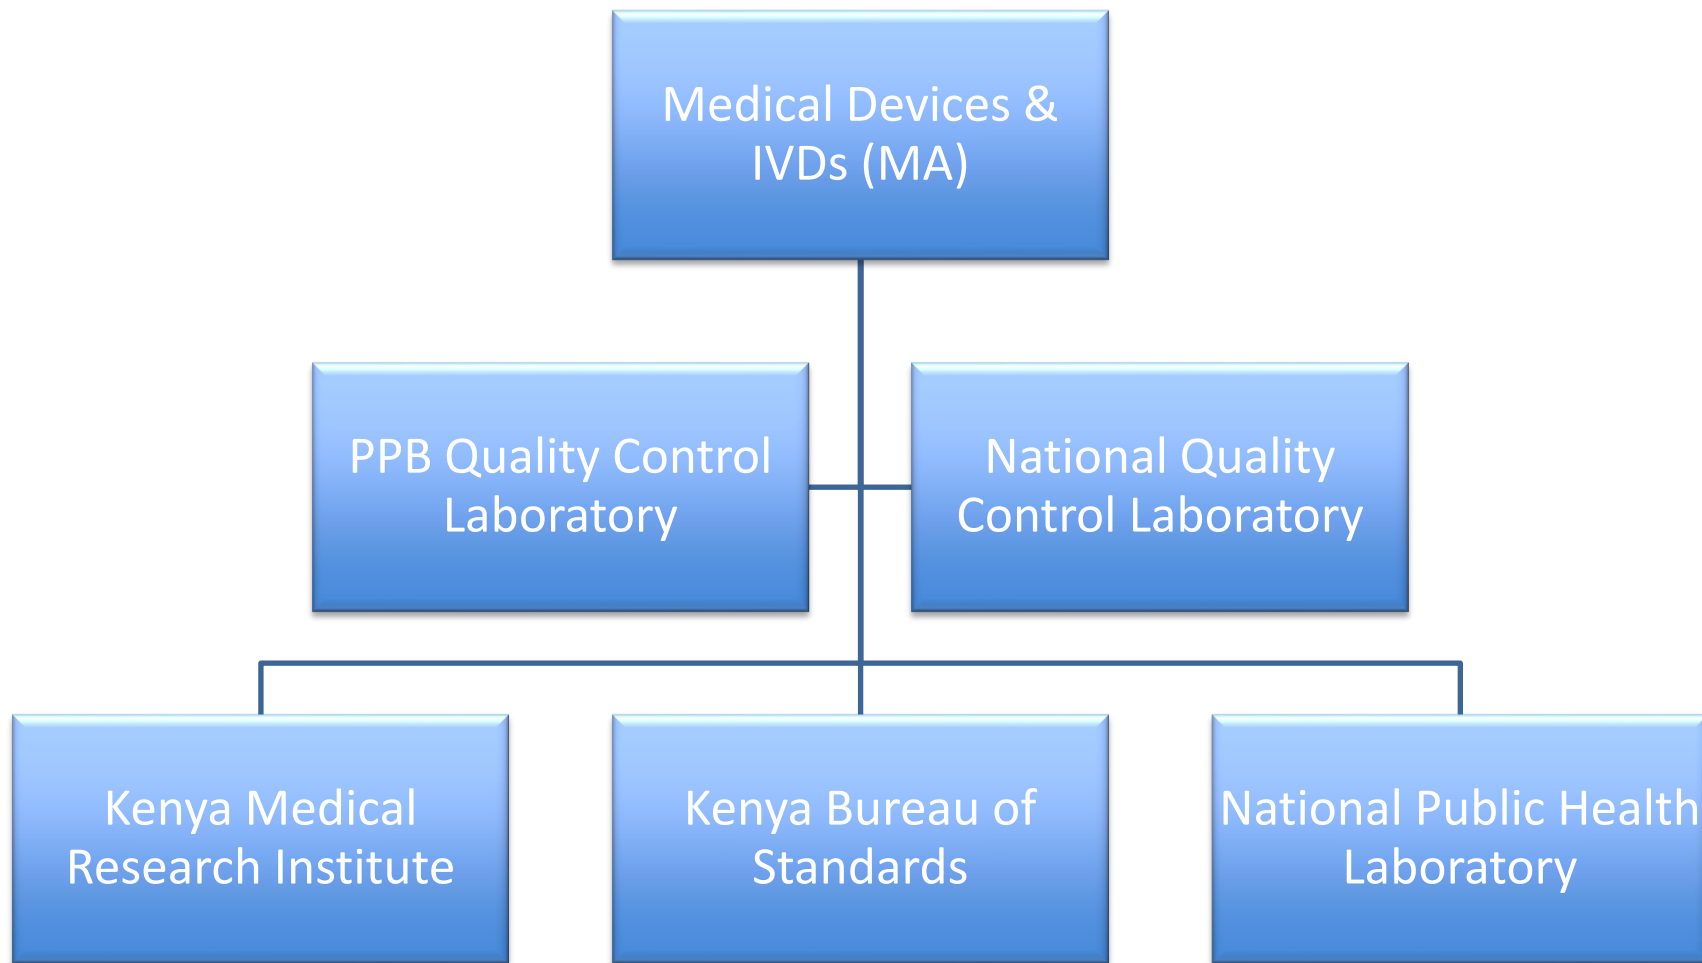 Medical Devices &
IVDs (MA)
PPB Quality Control
Laboratory
National Quality
Control Laboratory
Kenya Medical
Research Institute
Kenya Bureau of
Standards
National Public Health
Laboratory